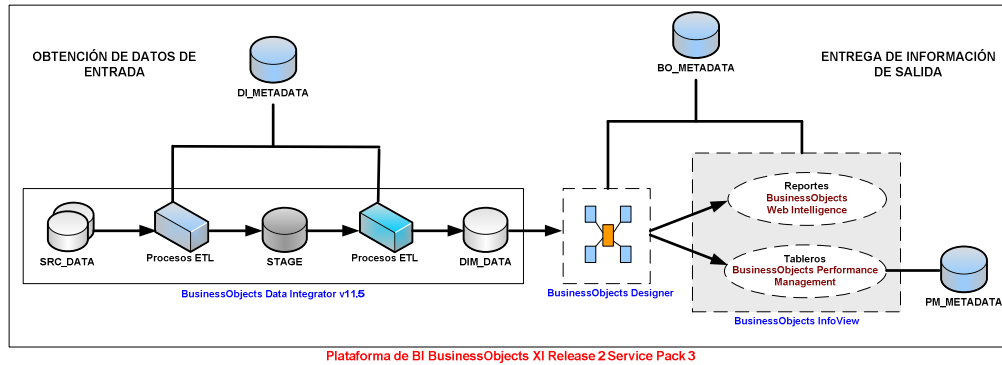 OBTENCIÓN DE DATOS DE
ENTRADA
DI_METADATA
BO_METADATA
ENTREGA DE INFORMACIÓN
DE SALIDA
SRC_DATA
Procesos ETL
STAGE
Procesos ETL
DIM_DATA
BusinessObjects Data Integrator v11.5
BusinessObjects Designer
Reportes
BusinessObjects
Web Intelligence
Tableros
BusinessObjects Performance
Management
BusinessObjects InfoView
PM_METADATA
Plataforma de BI BusinessObjects XI Release 2 Service Pack 3